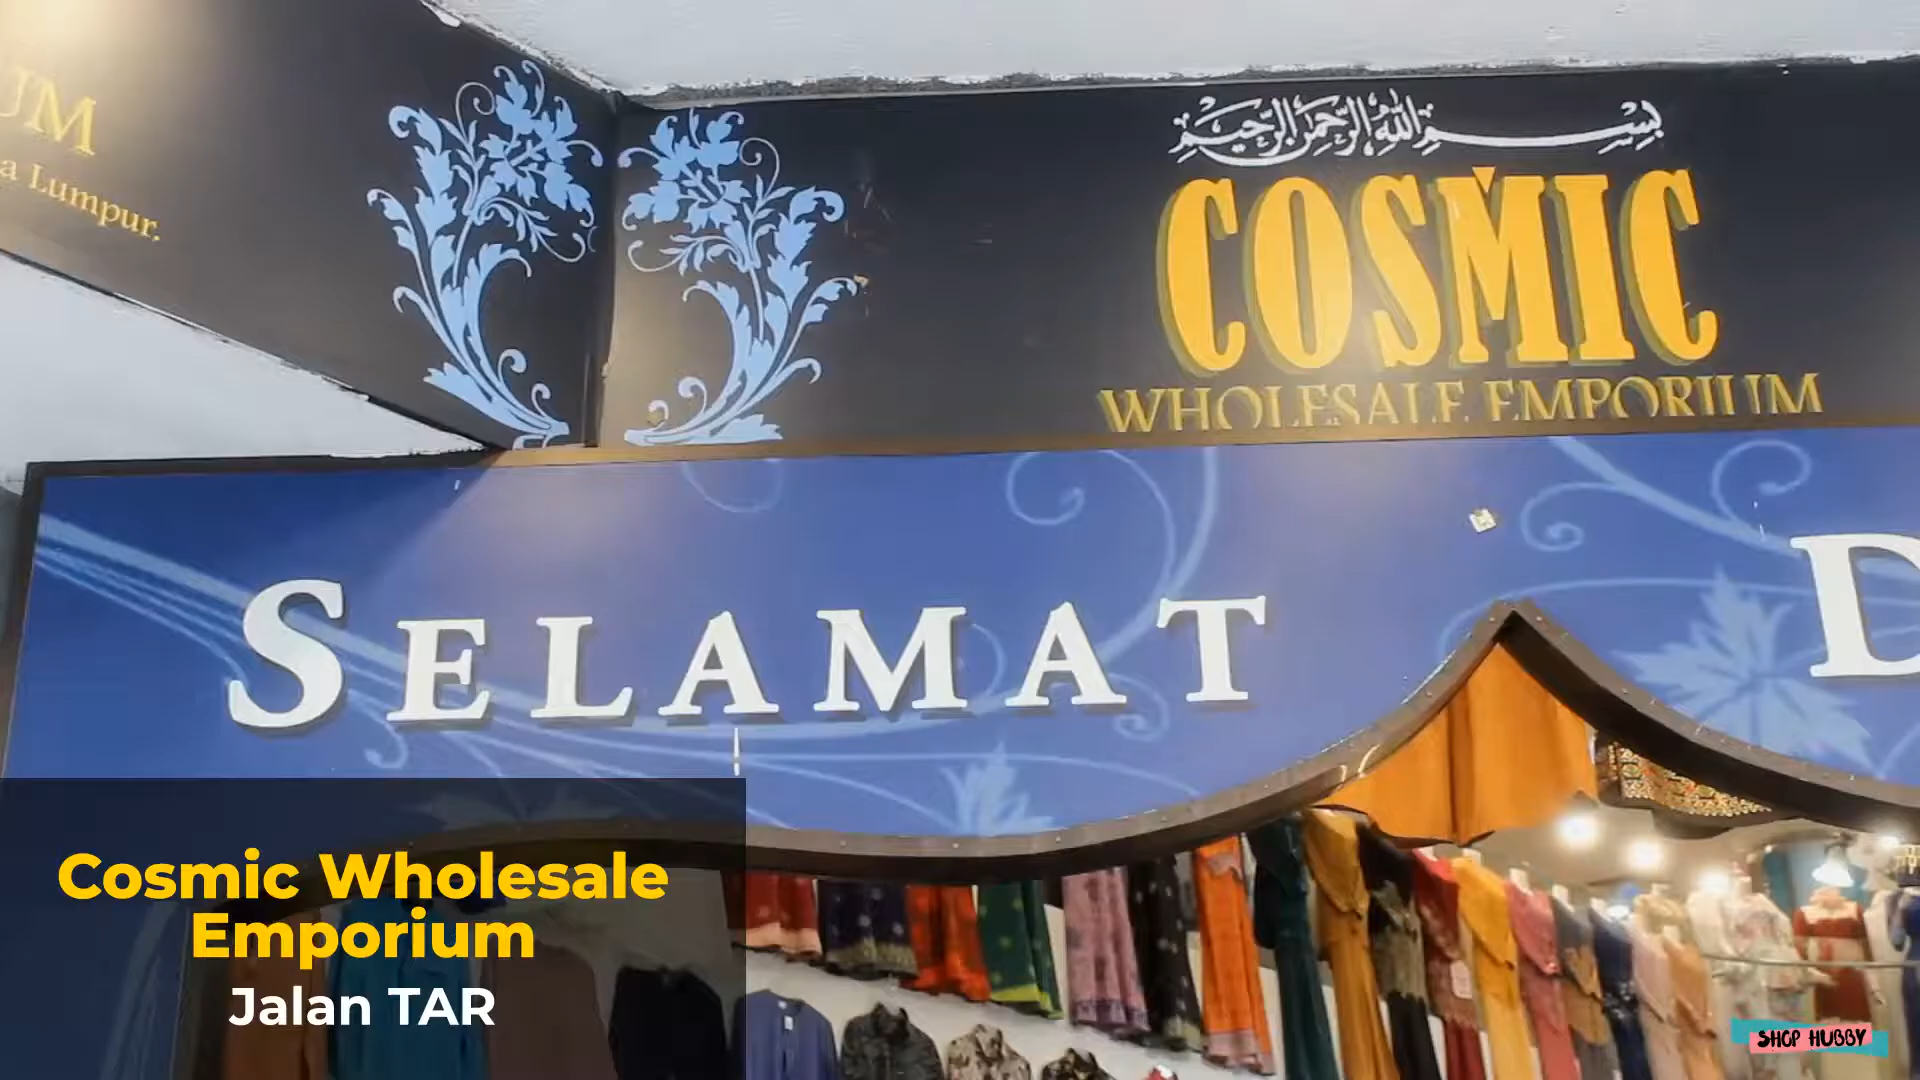 UM
a Lumpur.
بسم الله الرحمن الرحيم
COSMIC
WHOLESALE EMPORIUM
SELAMAT D
Cosmic Wholesale
Emporium
Jalan TAR
SHOP HUBBY